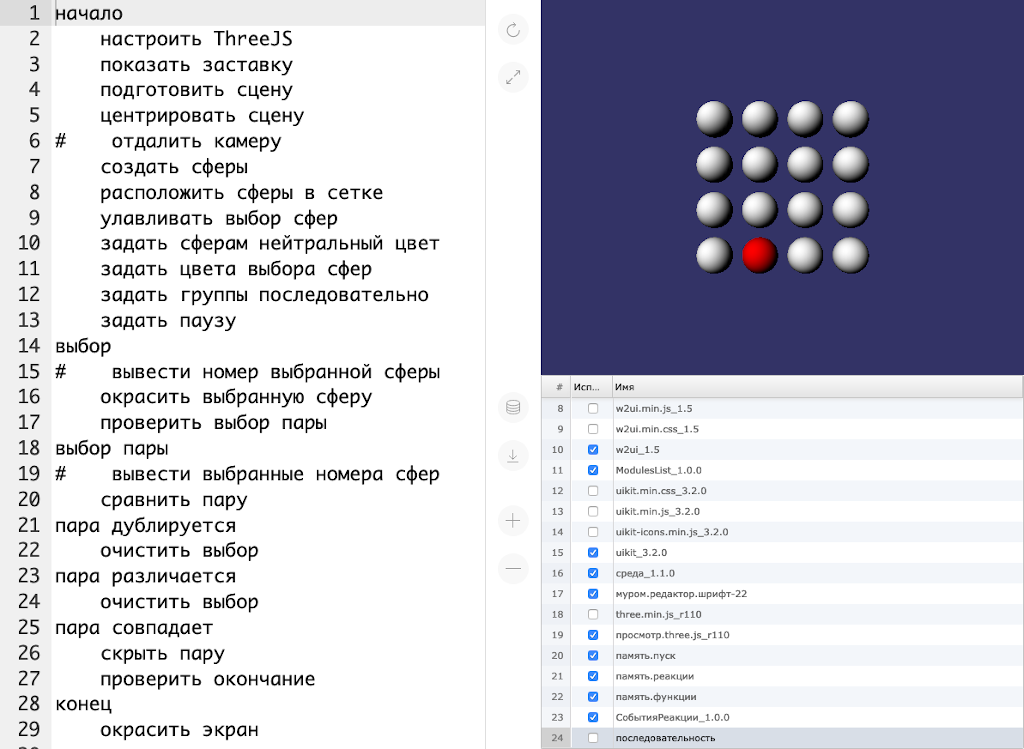 1 начало
2 настроить ThreeJS
3 показать заставку
4 подготовить сцену
5 центрировать сцену
6 # отдалить камеру
7 создать сферы
8 расположить сферы в сетке
9 улавливать выбор сфер
10 задать сферам нейтральный цвет
11 задать цвета выбора сфер
12 задать группы последовательно
13 задать паузу
14 выбор
15 # вывести номер выбранной сферы
16 окрасить выбранную сферу
17 проверить выбор пары
18 выбор пары
19 # вывести выбранные номера сфер
20 сравнить пару
21 пара дублируется
22 очистить выбор
23 пара различается
24 очистить выбор
25 пара совпадает
26 скрыть пару
27 проверить окончание
28 конец
29 окрасить экран
# Исп... Имя
8 w2ui.min.js_1.5
9 w2ui.min.css_1.5
10 w2ui_1.5
11 ModulesList_1.0.0
12 uikit.min.css_3.2.0
13 uikit.min.js_3.2.0
14 uikit-icons.min.js_3.2.0
15 uikit_3.2.0
16 среда_1.1.0
17 муром.редактор.шрифт-22
18 three.min.js_r110
19 просмотр.three.js_r110
20 память.пуск
21 память.реакции
22 память.функции
23 СобытияРеакции_1.0.0
24 последовательность